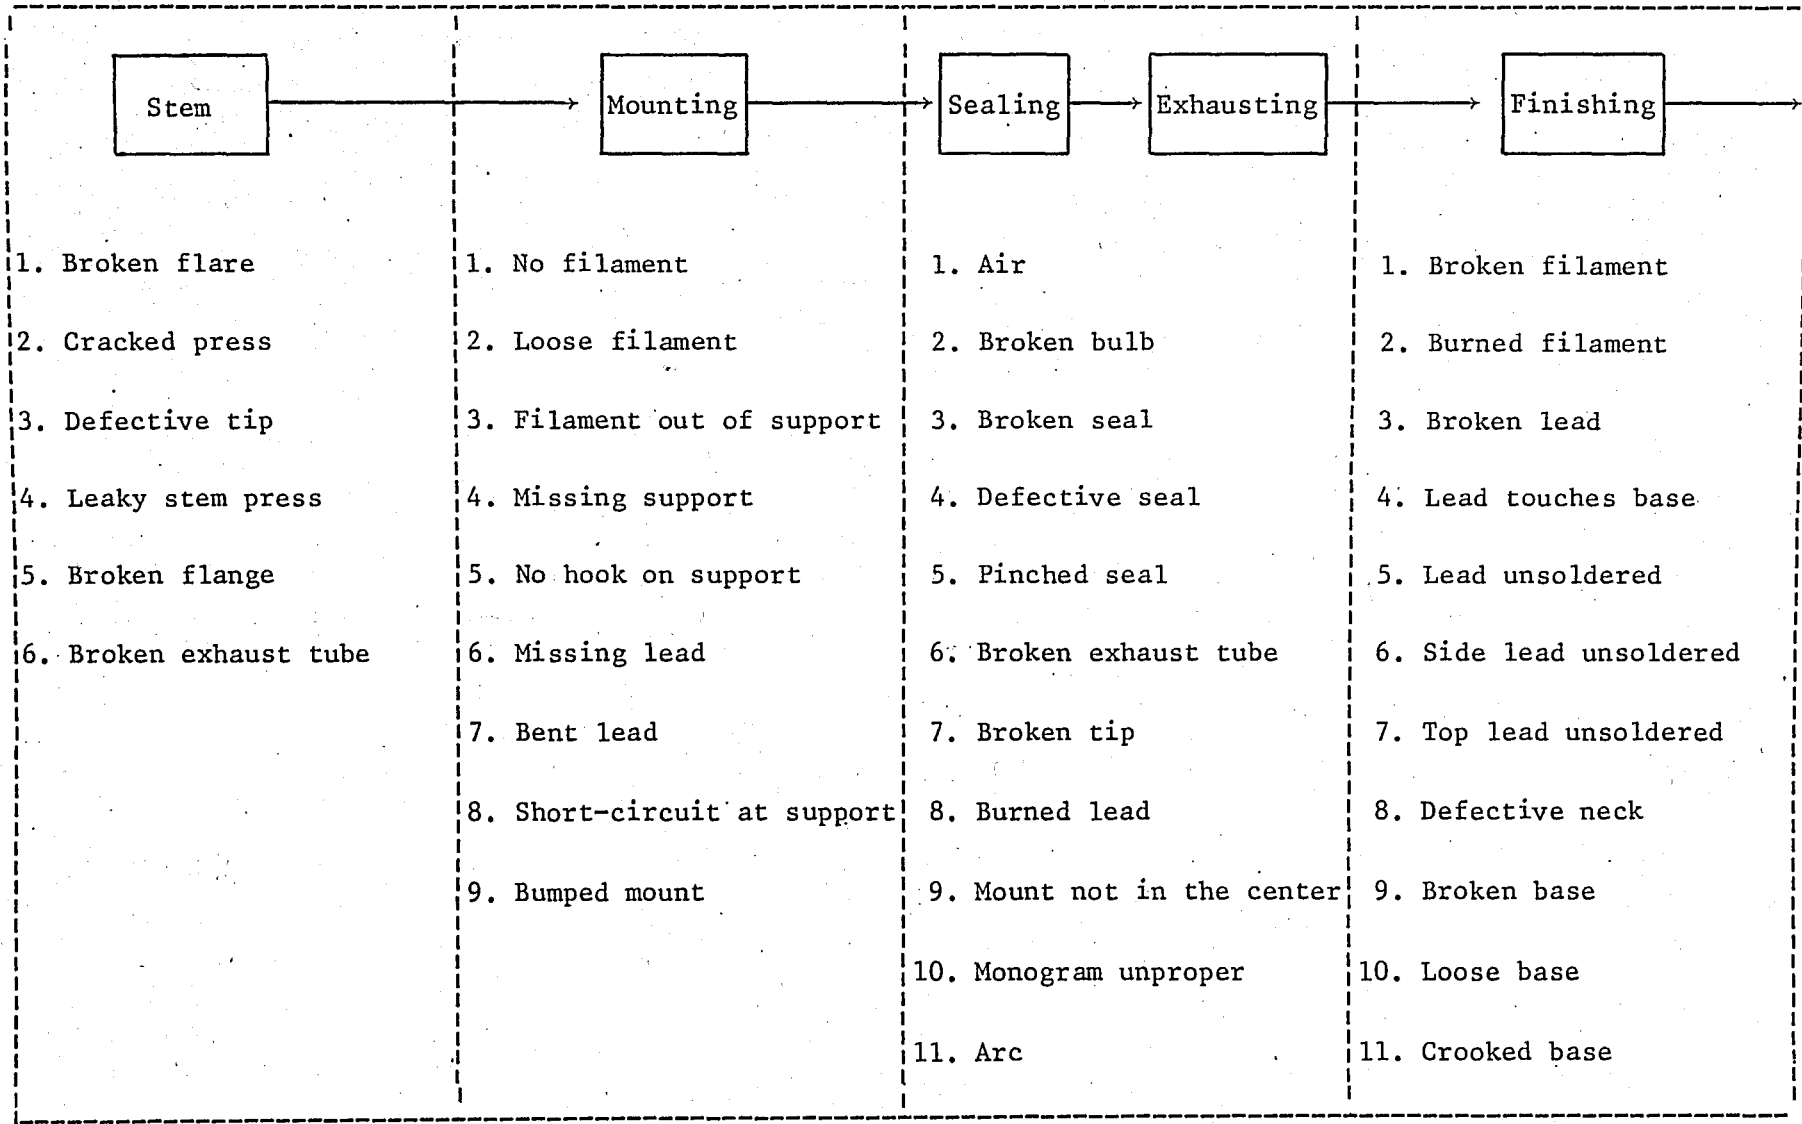 Stem
Mounting
Sealing
Exhausting
Finishing
1. Broken flare
2. Cracked press
3. Defective tip
4. Leaky stem press
5. Broken flange
6. Broken exhaust tube
1. No filament
2. Loose filament
3. Filament out of support
4. Missing support
5. No hook on support
6. Missing lead
7. Bent lead
8. Short-circuit at support
9. Bumped mount
1. Air
2. Broken bulb
3. Broken seal
4. Defective seal
5. Pinched seal
6. Broken exhaust tube
7. Broken tip
8. Burned lead
9. Mount not in the center
10. Monogram unproper
11. Arc
1. Broken filament
2. Burned filament
3. Broken lead
4. Lead touches base
5. Lead unsoldered
6. Side lead unsoldered
7. Top lead unsoldered
8. Defective neck
9. Broken base
10. Loose base
11. Crooked base